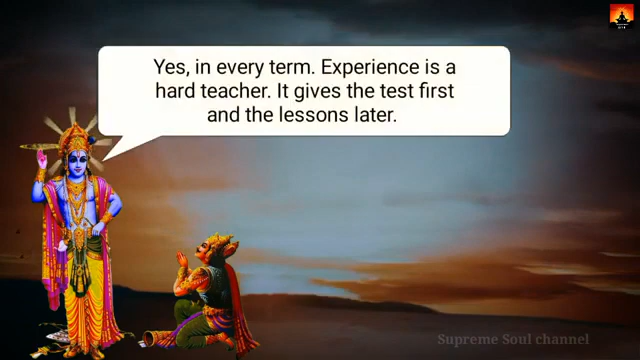 Yes, in every term. Experience is a
hard teacher. It gives the test first
and the lessons later.
Supreme Soul channel